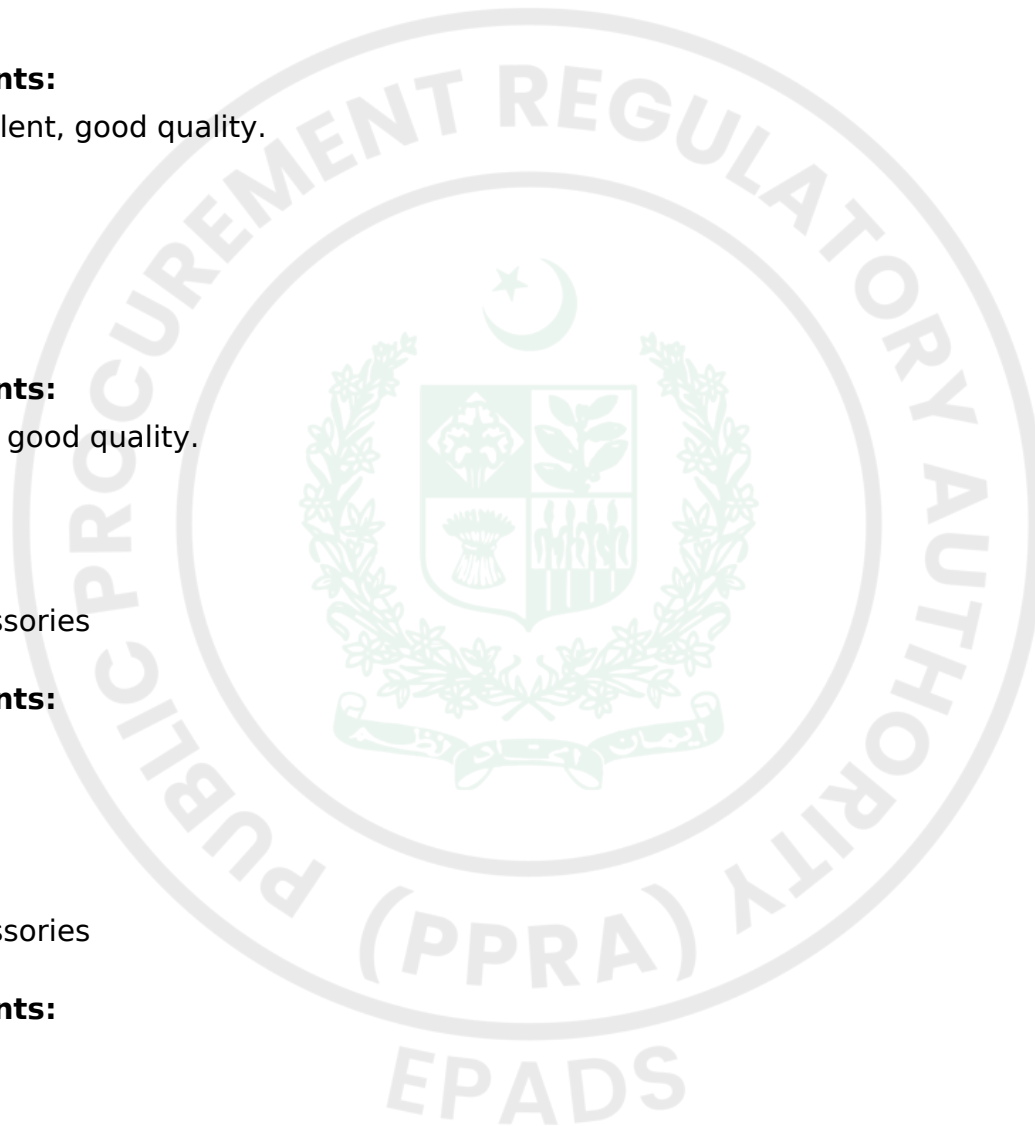 nts:
lent, good quality.
nts:
good quality.
ssories
nts:
ssories
nts:
PUBLIC PROCUREMENT REGULATORY AUTHORITY
(PPRA)
EPADS